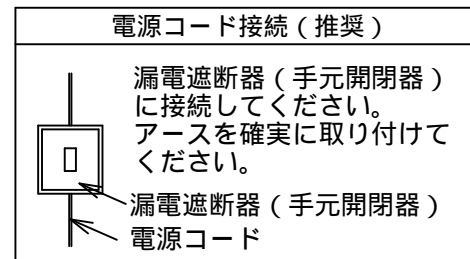 電源コード接続（推奨）
漏電遮断器（手元開閉器）
に接続してください。
アースを確実に取り付けて
ください。
漏電遮断器（手元開閉器）
電源コード